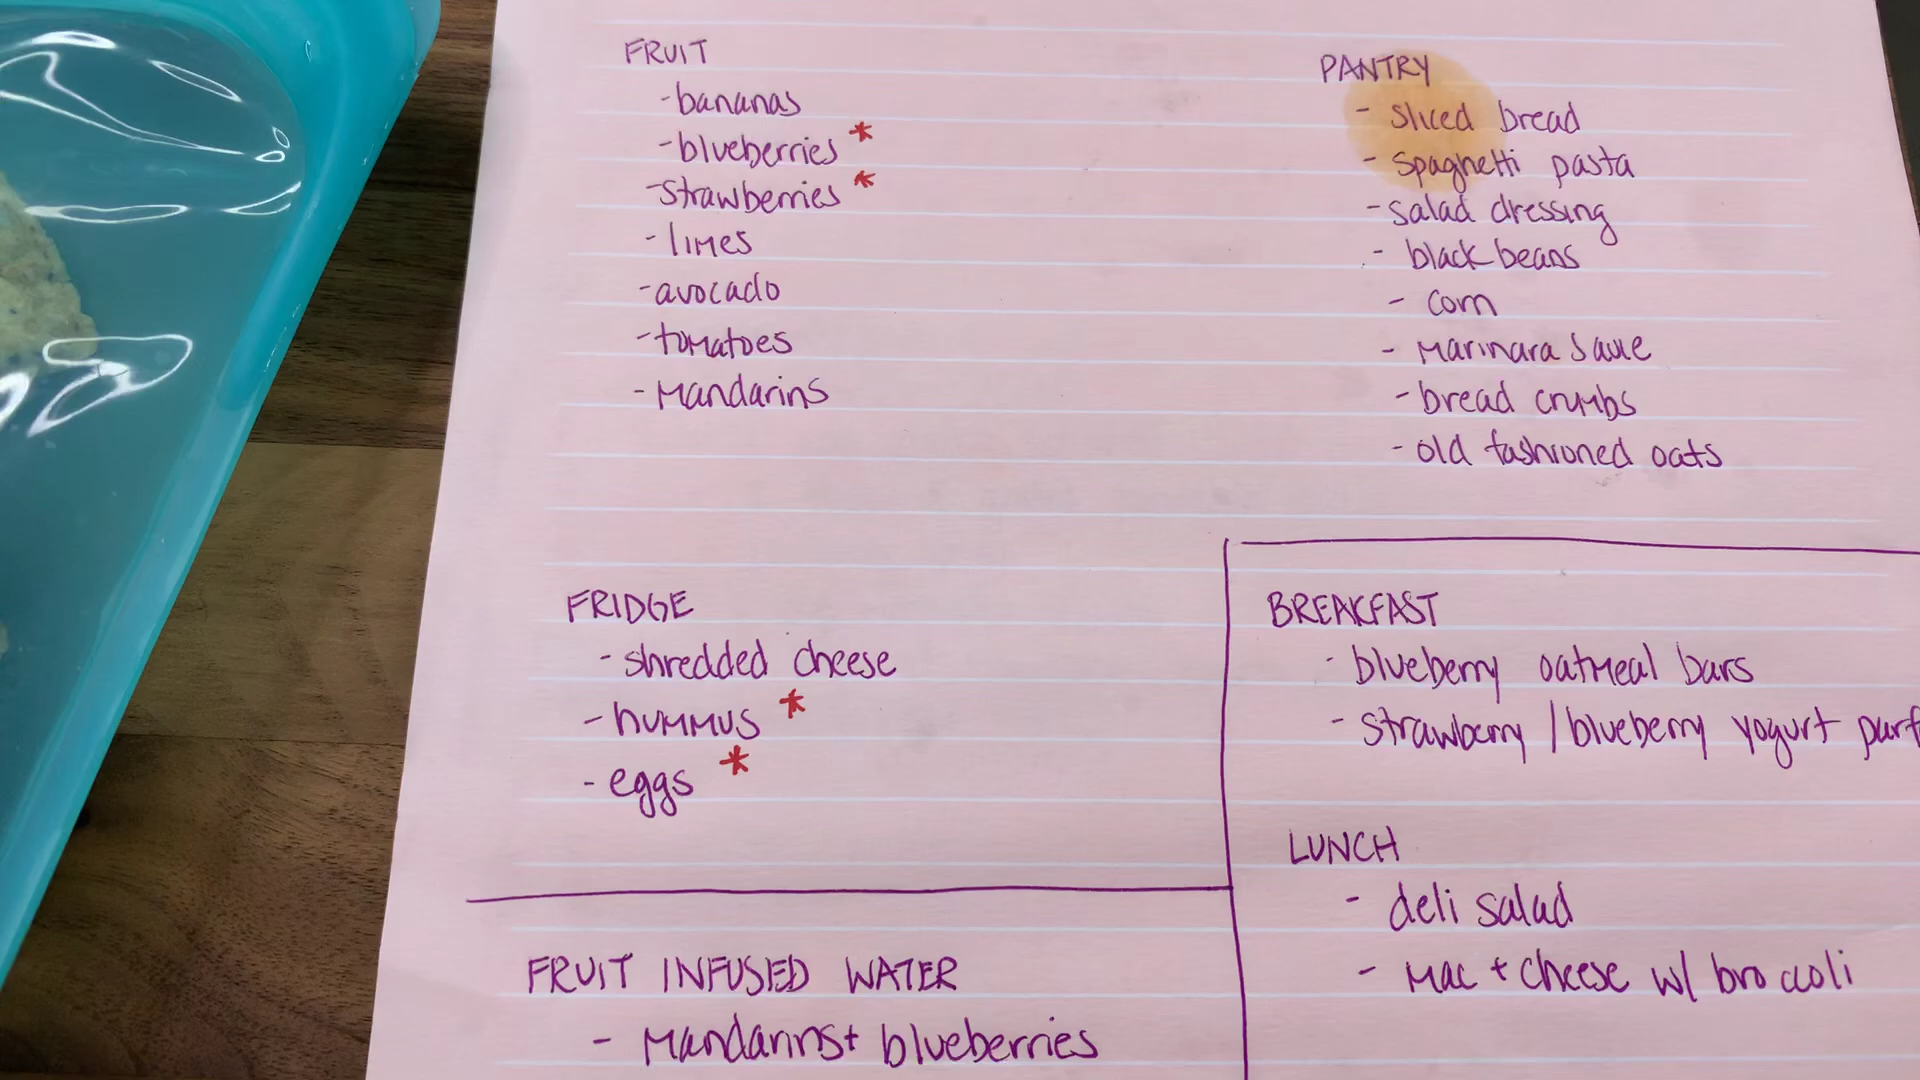 FRUIT
-bananas
-blueberries *
-strawberries *
-limes
-avocado
-tomatoes
-Mandarins
PANTRY
- sliced bread
- spaghetti pasta
-salad dressing
- black beans
- corn
- Marinara sauce
-bread crumbs
-old fashioned oats
FRIDGE
-shredded cheese
-hummus *
-eggs *
FRUIT INFUSED WATER
- Mandarins+ blueberries
BREAKFAST
-blueberry oatmeal bars
-strawberry/blueberry yogurt parf
LUNCH
- deli salad
- Mac + cheese w/ broccoli